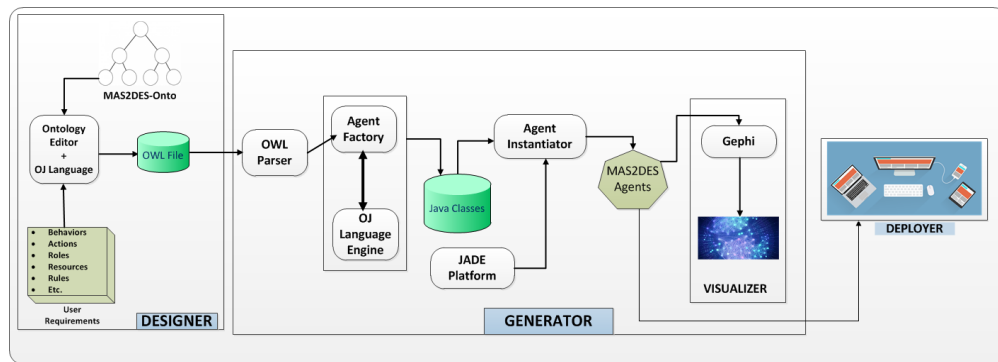 MAS2DES-Onto
Ontology
Editor
+
OJ Language
OWL File
• Behaviors
• Actions
• Roles
• Resources
• Rules
• Etc.
User
Requirements
DESIGNER
OWL
Parser
Agent
Factory
OJ
Language
Engine
Java Classes
Agent
Instantiator
JADE
Platform
MAS2DES
Agents
Gephi
VISUALIZER
GENERATOR
DEPLOYER